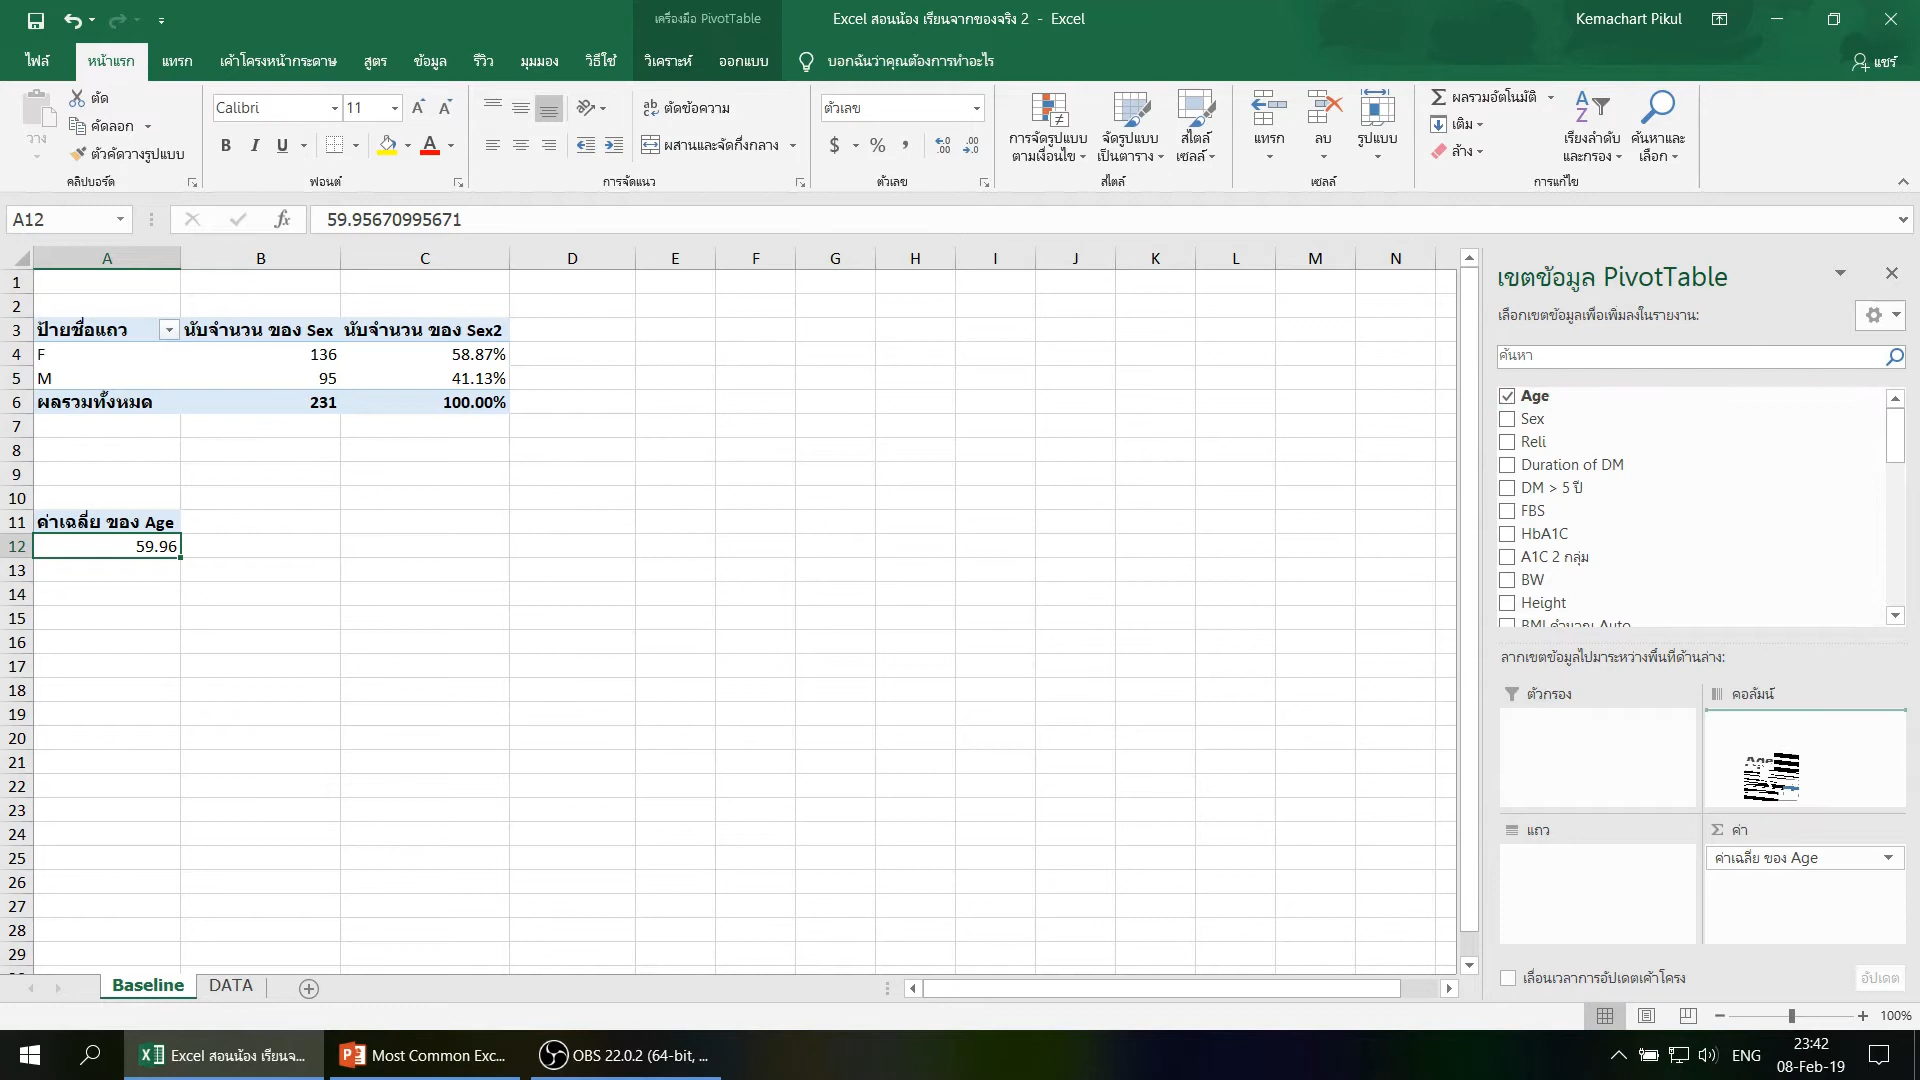 เครื่องมือ PivotTable
Excel สอนน้อง เรียนจากของจริง 2 - Excel
Kemachart Pikul
ไฟล์ หน้าแรก แทรก เค้าโครงหน้ากระดาษ สูตร ข้อมูล รีวิว มุมมอง วิธีใช้ วิเคราะห์ ออกแบบ บอกฉันว่าคุณต้องการทำอะไร แชร์
วาง
ตัด
คัดลอก
ตัวคัดวางรูปแบบ
คลิปบอร์ด
Calibri 11
B I U
ฟอนต์
ตัดข้อความ
ผสานและจัดกึ่งกลาง
การจัดแนว
ตัวเลข
$ % ,
ตัวเลข
การจัดรูปแบบ
ตามเงื่อนไข
จัดรูปแบบ
เป็นตาราง
สไตล์
เซลล์
สไตล์
แทรก ลบ รูปแบบ
เซลล์
ผลรวมอัตโนมัติ
เติม
ล้าง
เรียงลำดับ
และกรอง
ค้นหาและ
เลือก
การแก้ไข
A12 fx 59.95670995671
A B C D E F G H I J K L M N
1
2
3 ป้ายชื่อแถว นับจำนวน ของ Sex นับจำนวน ของ Sex2
4 F 136 58.87%
5 M 95 41.13%
6 ผลรวมทั้งหมด 231 100.00%
7
8
9
10
11 ค่าเฉลี่ย ของ Age
12 59.96
13
14
15
16
17
18
19
20
21
22
23
24
25
26
27
28
29
เขตข้อมูล PivotTable
เลือกเขตข้อมูลเพื่อเพิ่มลงในรายงาน:
ค้นหา
Age
Sex
Reli
Duration of DM
DM > 5 ปี
FBS
HbA1C
A1C 2 กลุ่ม
BW
Height
BMI คำนวณ Auto
ลากเขตข้อมูลไปมาระหว่างพื้นที่ด้านล่าง:
ตัวกรอง
คอลัมน์
Age
แถว
Σ ค่า
ค่าเฉลี่ย ของ Age
เลื่อนเวลาการอัปเดตเค้าโครง อัปเดต
Baseline DATA
100%
Excel สอนน้อง เรียนจ... Most Common Exc... OBS 22.0.2 (64-bit, ... ENG
23:42
08-Feb-19